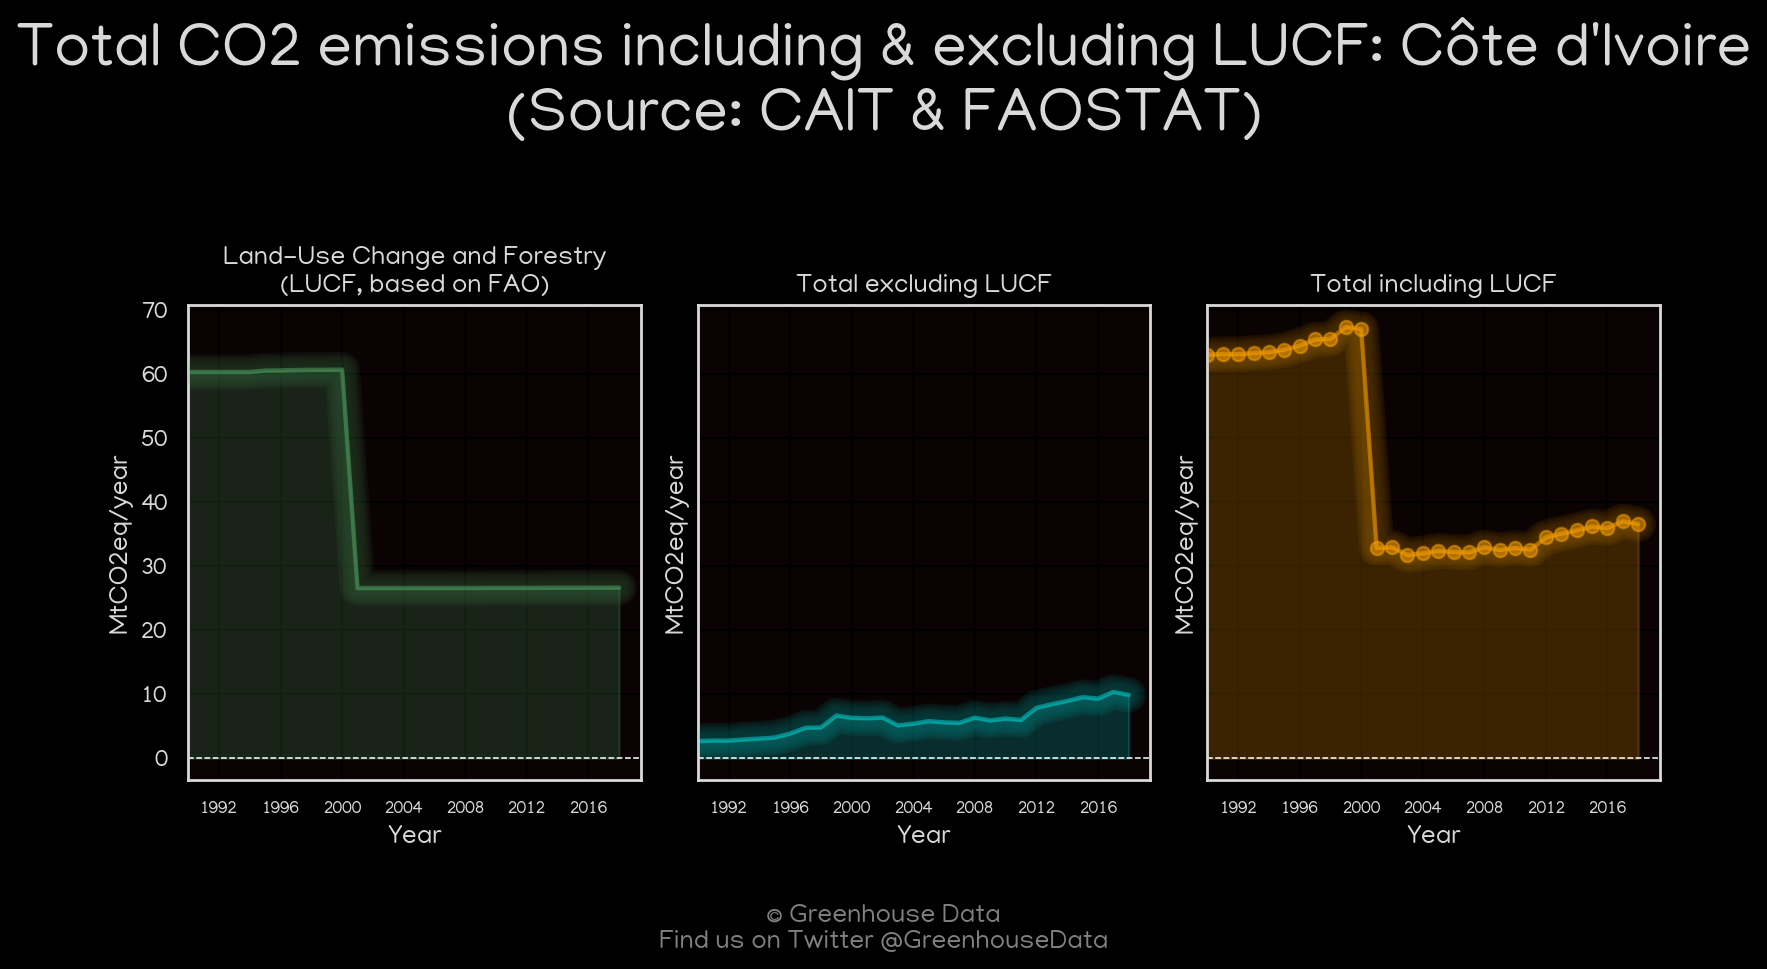 Total CO2 emissions including & excluding LUCF: Côte d'Ivoire
(Source: CAIT & FAOSTAT)
Land-Use Change and Forestry
(LUCF, based on FAO)
Total excluding LUCF
Total including LUCF
70
60
50
40
30
20
10
0
MtCO2eq/year
MtCO2eq/year
MtCO2eq/year
1992 1996 2000 2004 2008 2012 2016
1992 1996 2000 2004 2008 2012 2016
1992 1996 2000 2004 2008 2012 2016
Year
Year
Year
© Greenhouse Data
Find us on Twitter @GreenhouseData